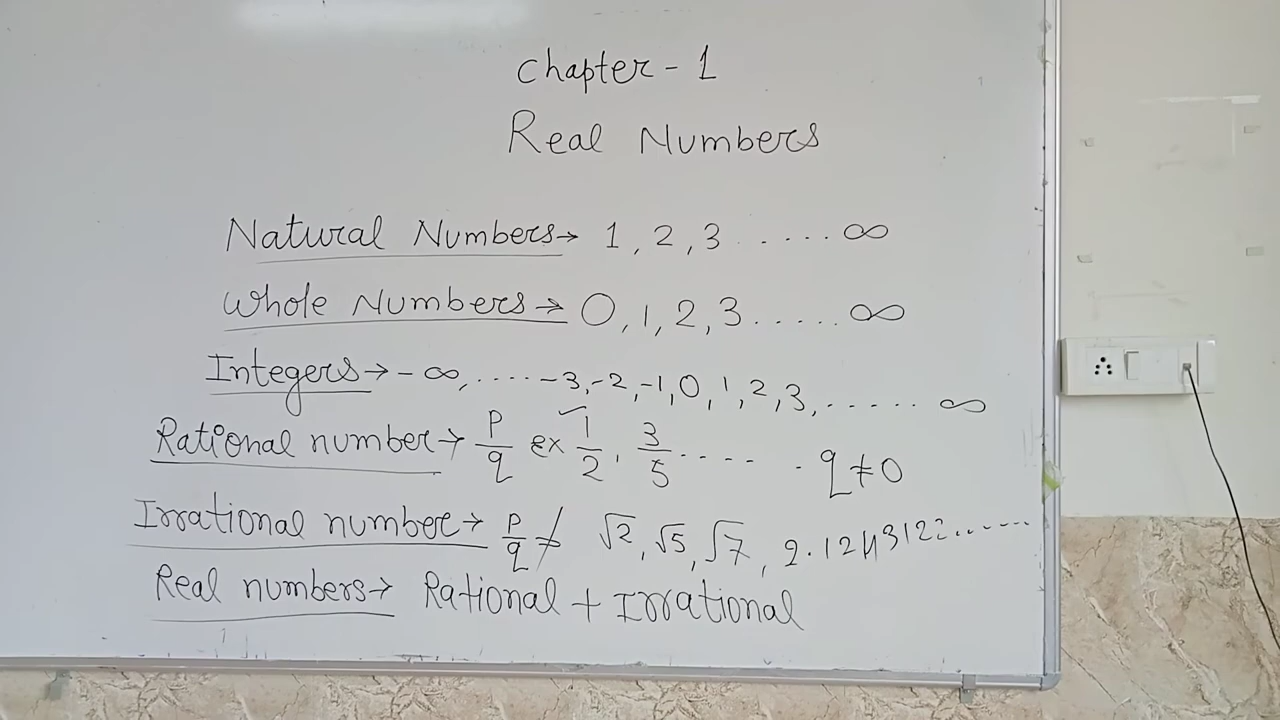 Chapter - 1
Real Numbers
Natural Numbers → 1, 2, 3 ...... ∞
Whole Numbers → 0, 1, 2, 3 ...... ∞
Integers → - ∞, ..... -3, -2, -1, 0, 1, 2, 3, ...... ∞
Rational number → p/q ex 1/2, 3/5 ..... . q ≠ 0
Irrational number → p/q ≠ √2, √5, √7, 2.1243122......
Real numbers → Rational + Irrational